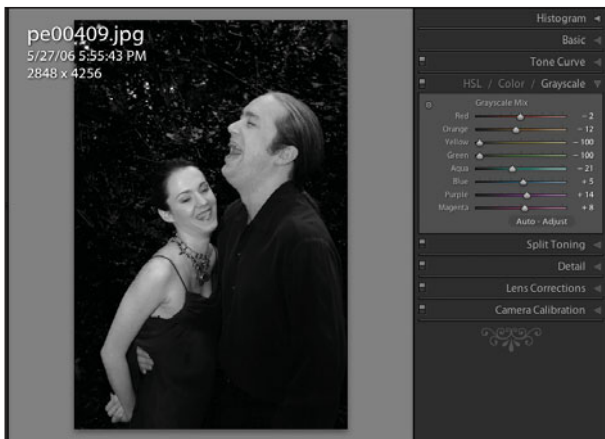 pe00409.jpg
5/27/06 5:55:43 PM
2848 x 4256
Histogram
Basic
Tone Curve
HSL / Color / Grayscale
Grayscale Mix
Red - 2
Orange - 12
Yellow - 100
Green - 100
Aqua - 21
Blue + 5
Purple + 14
Magenta + 8
Auto - Adjust
Split Toning
Detail
Lens Corrections
Camera Calibration